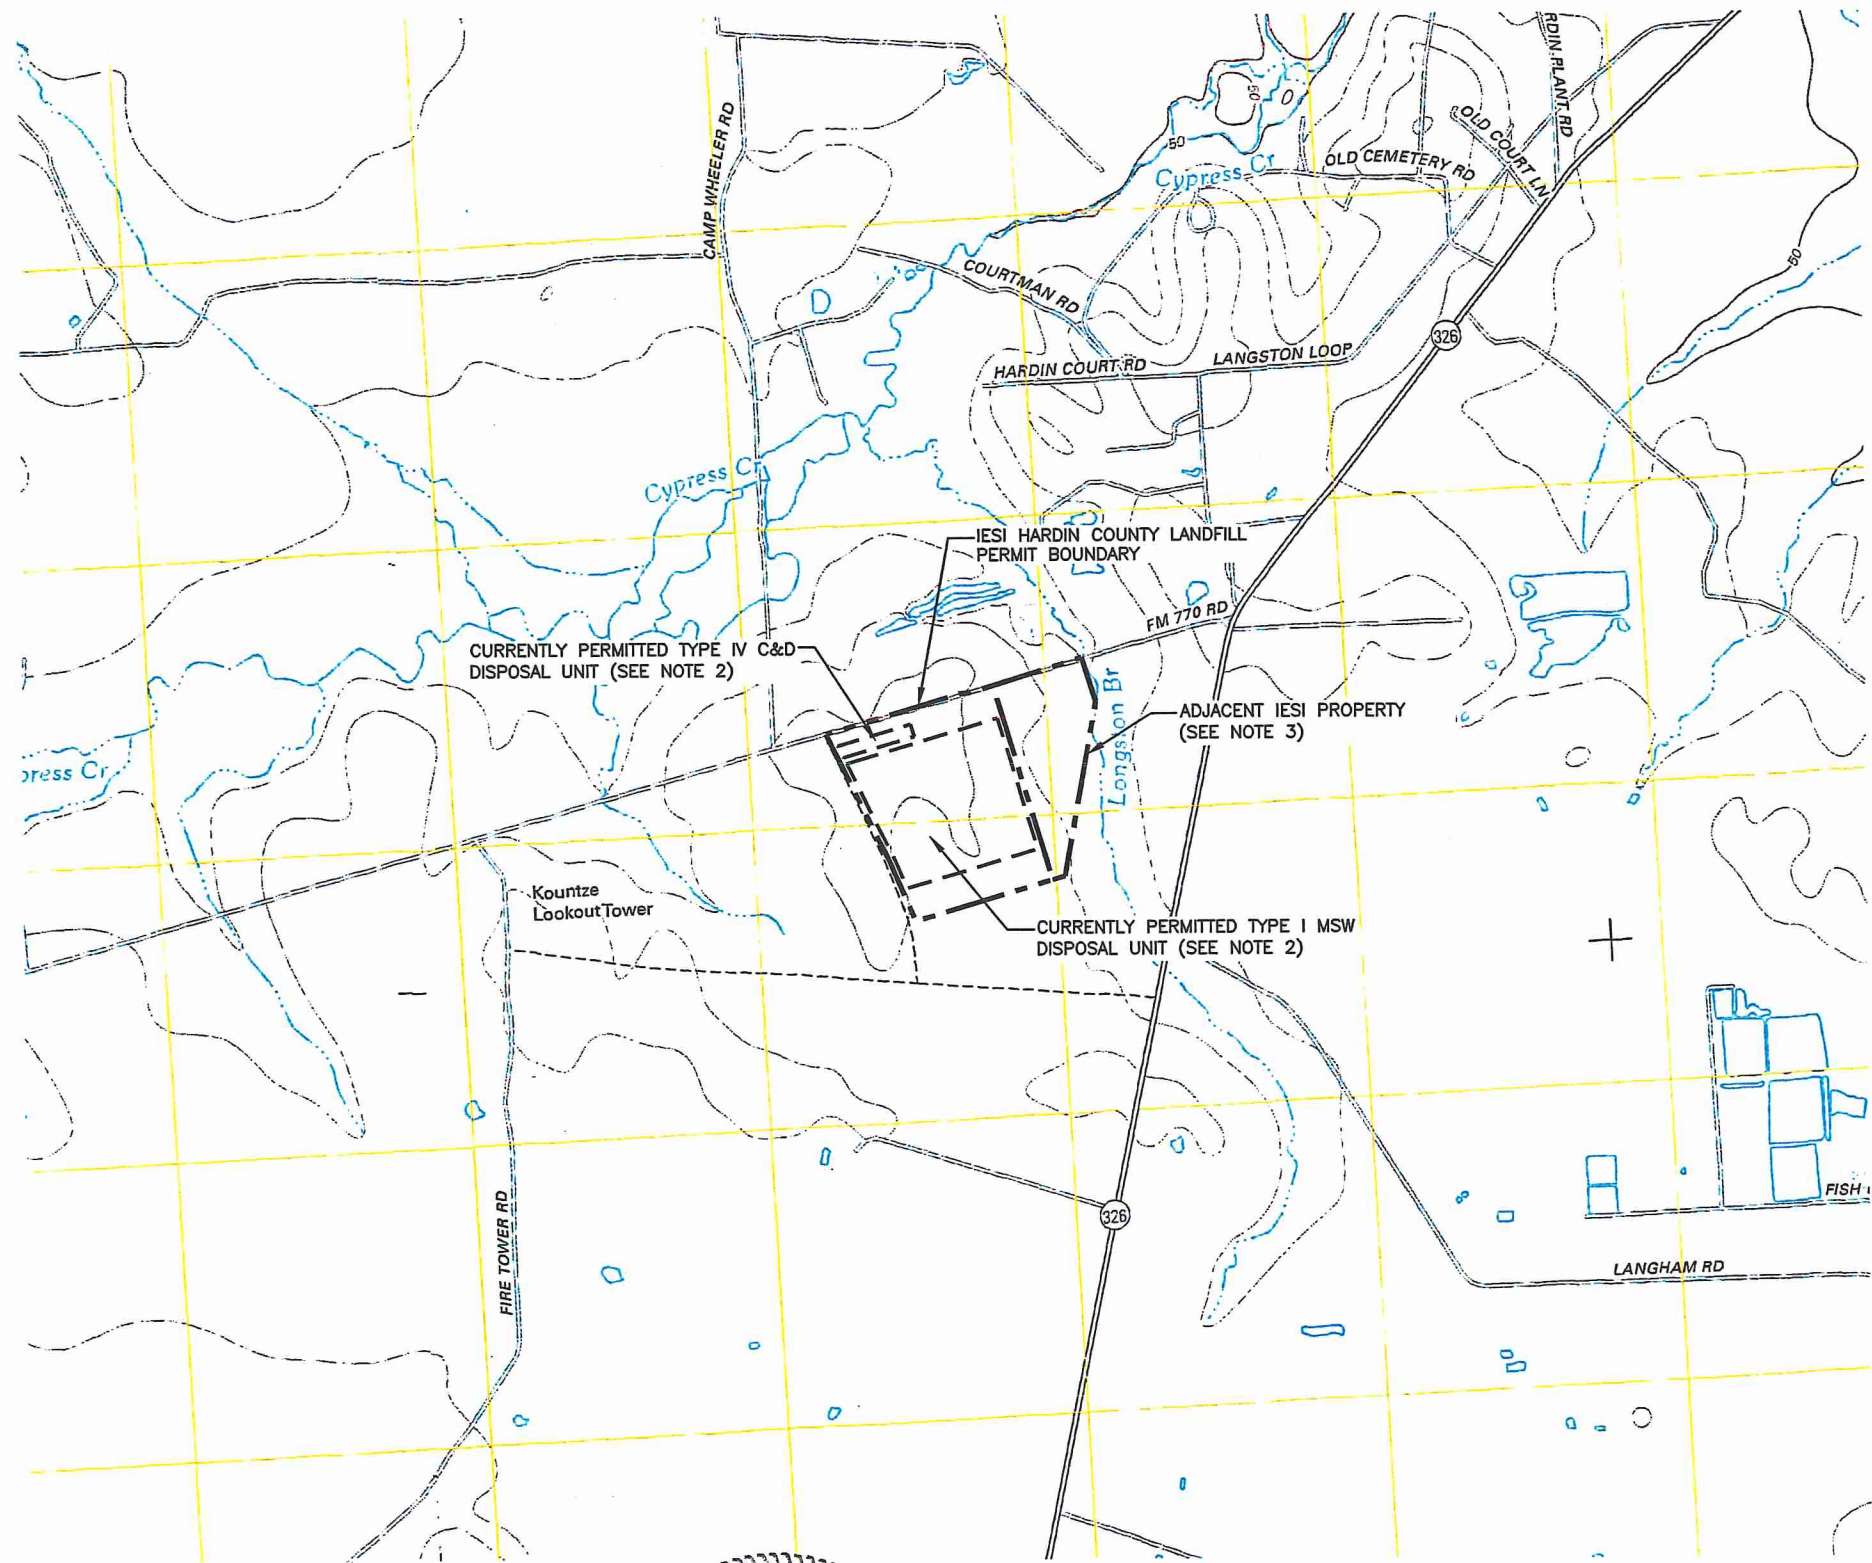 RDIN PLANT RD
CAMP WHEELER RD
50
50
OLD COURT LN
OLD CEMETERY RD
Cypress Cr
50
COURTMAN RD
D
326
LANGSTON LOOP
HARDIN COURT RD
Cypress Cr
IESI HARDIN COUNTY LANDFILL
PERMIT BOUNDARY
FM 770 RD
CURRENTLY PERMITTED TYPE IV C&D
DISPOSAL UNIT (SEE NOTE 2)
Longston Br
ADJACENT IESI PROPERTY
(SEE NOTE 3)
press Cr
Kountze
Lookout Tower
CURRENTLY PERMITTED TYPE I MSW
DISPOSAL UNIT (SEE NOTE 2)
FIRE TOWER RD
326
FISH
LANGHAM RD